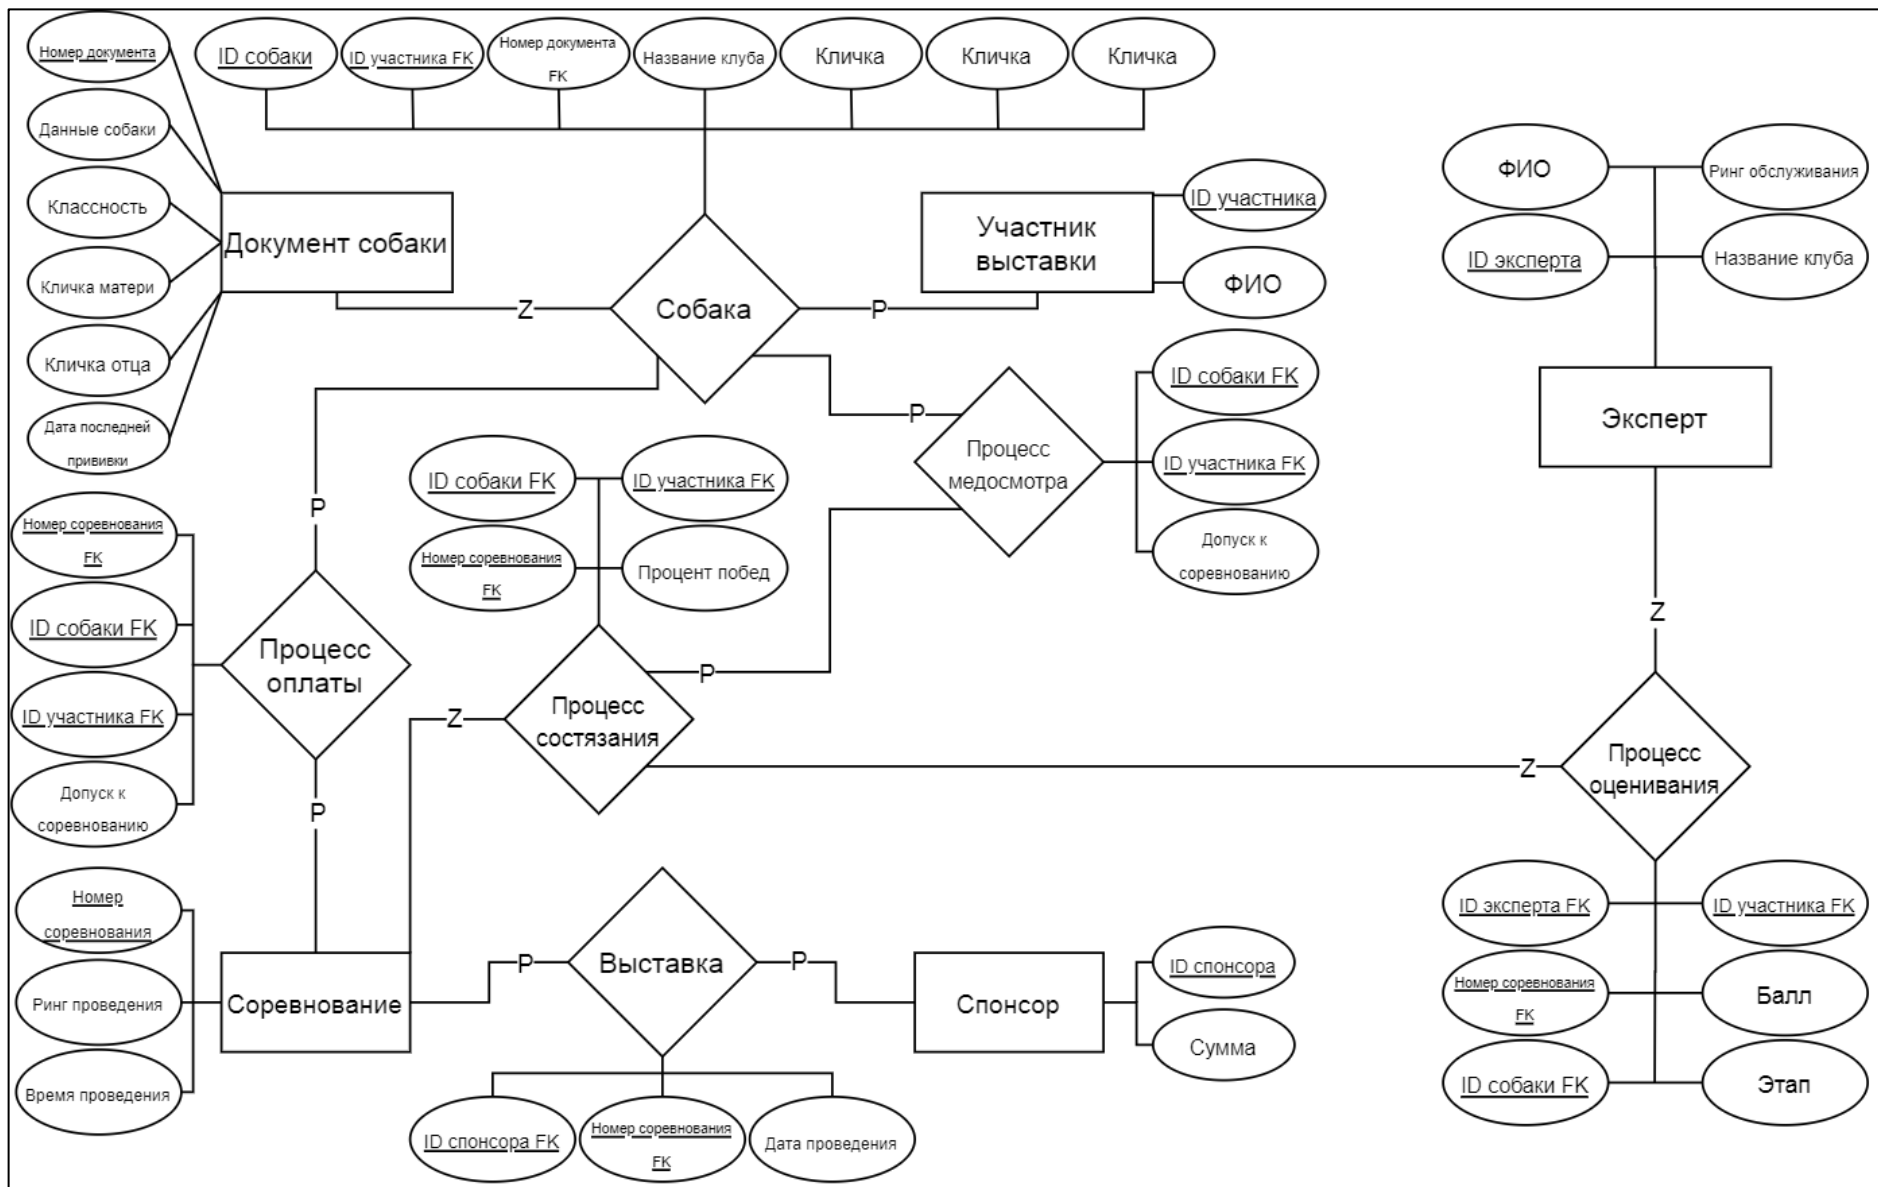 Номер документа
ID собаки
ID участника FK
Номер документа
FK
Название клуба
Кличка
Кличка
Кличка
Данные собаки
Классность
Кличка матери
Кличка отца
Дата последней
прививки
Документ собаки
Z
Собака
P
Участник
выставки
ID участника
ФИО
ФИО
Ринг обслуживания
ID эксперта
Название клуба
Эксперт
P
Процесс
медосмотра
ID собаки FK
ID участника FK
Допуск к
соревнованию
P
ID собаки FK
ID участника FK
Номер соревнования
FK
Процент побед
Номер соревнования
FK
ID собаки FK
ID участника FK
Допуск к
соревнованию
Процесс
оплаты
P
Z
Процесс
состязания
P
Z
Z
Процесс
оценивания
Номер
соревнования
Ринг проведения
Время проведения
Соревнование
P
Выставка
P
Спонсор
ID спонсора
Сумма
ID спонсора FK
Номер соревнования
FK
Дата проведения
ID эксперта FK
ID участника FK
Номер соревнования
FK
Балл
ID собаки FK
Этап